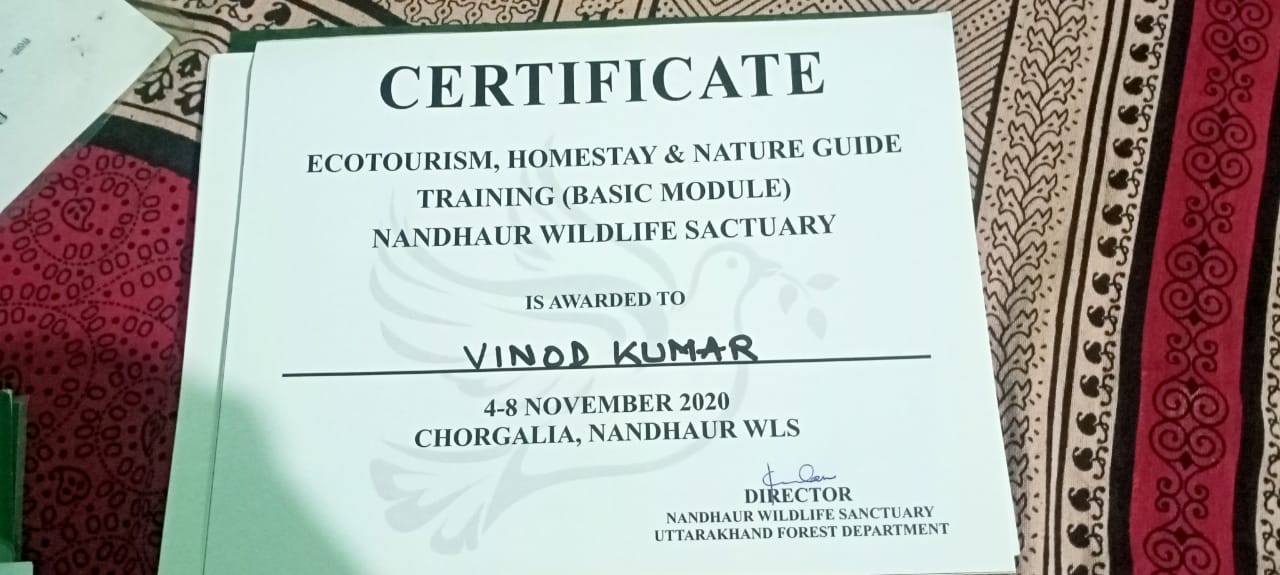 CERTIFICATE
ECOTOURISM, HOMESTAY & NATURE GUIDE
TRAINING (BASIC MODULE)
NANDHAUR WILDLIFE SACTUARY
IS AWARDED TO
VINOD KUMAR
4-8 NOVEMBER 2020
CHORGALIA, NANDHAUR WLS
DIRECTOR
NANDHAUR WILDLIFE SANCTUARY
UTTARAKHAND FOREST DEPARTMENT